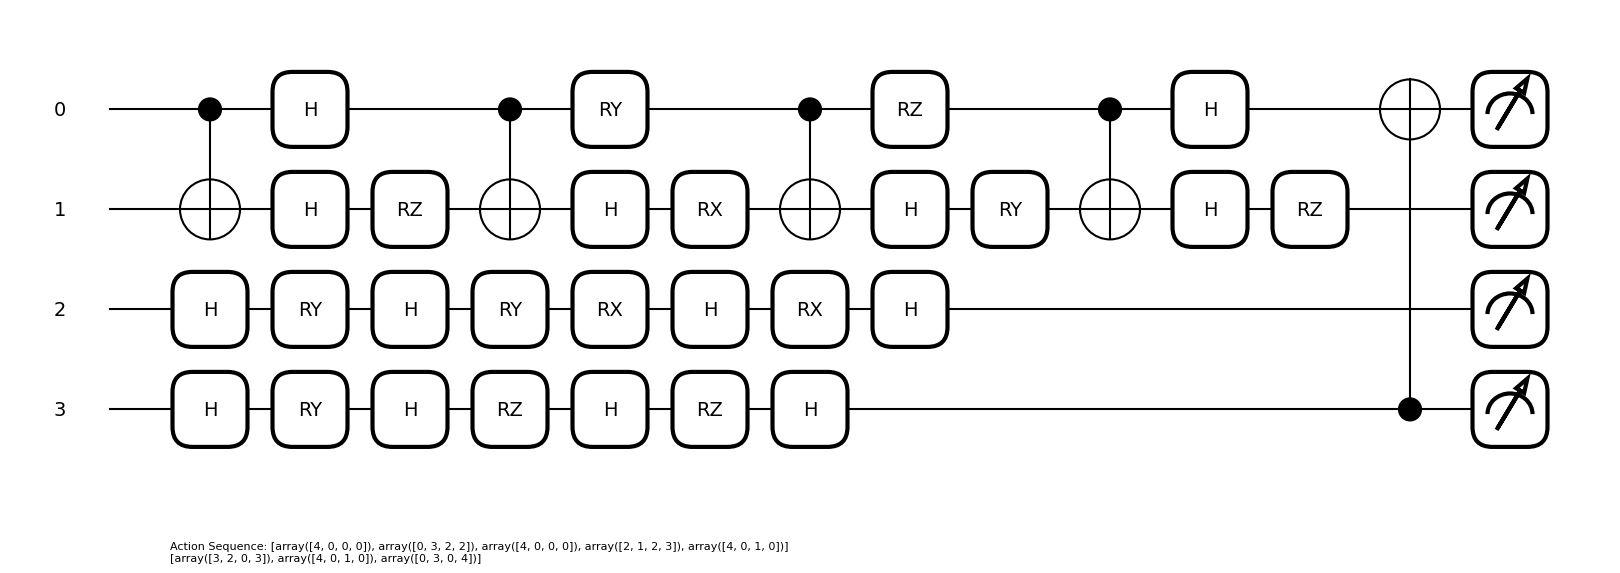 0 H RY RZ H
1 H RZ H RX H RY H RZ
2 H RY H RY RX H RX H
3 H RY H RZ H RZ H
Action Sequence: [array([4, 0, 0, 0]), array([0, 3, 2, 2]), array([4, 0, 0, 0]), array([2, 1, 2, 3]), array([4, 0, 1, 0])]
[array([3, 2, 0, 3]), array([4, 0, 1, 0]), array([0, 3, 0, 4])]